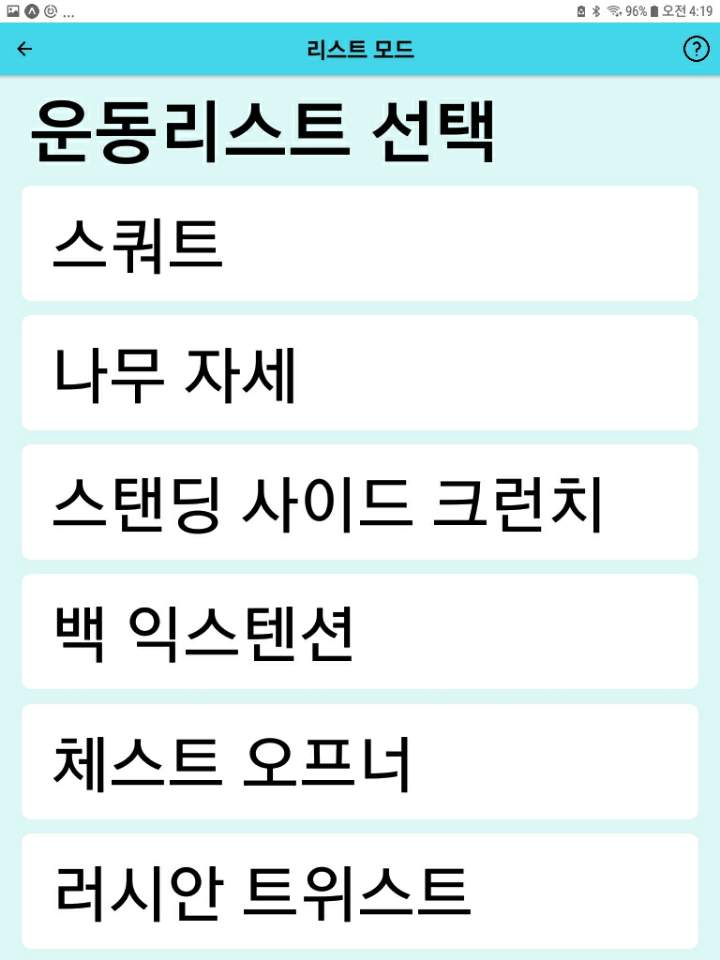 ... 96% 오전 4:19
리스트 모드 ?
운동리스트 선택
스쿼트
나무 자세
스탠딩 사이드 크런치
백 익스텐션
체스트 오프너
러시안 트위스트